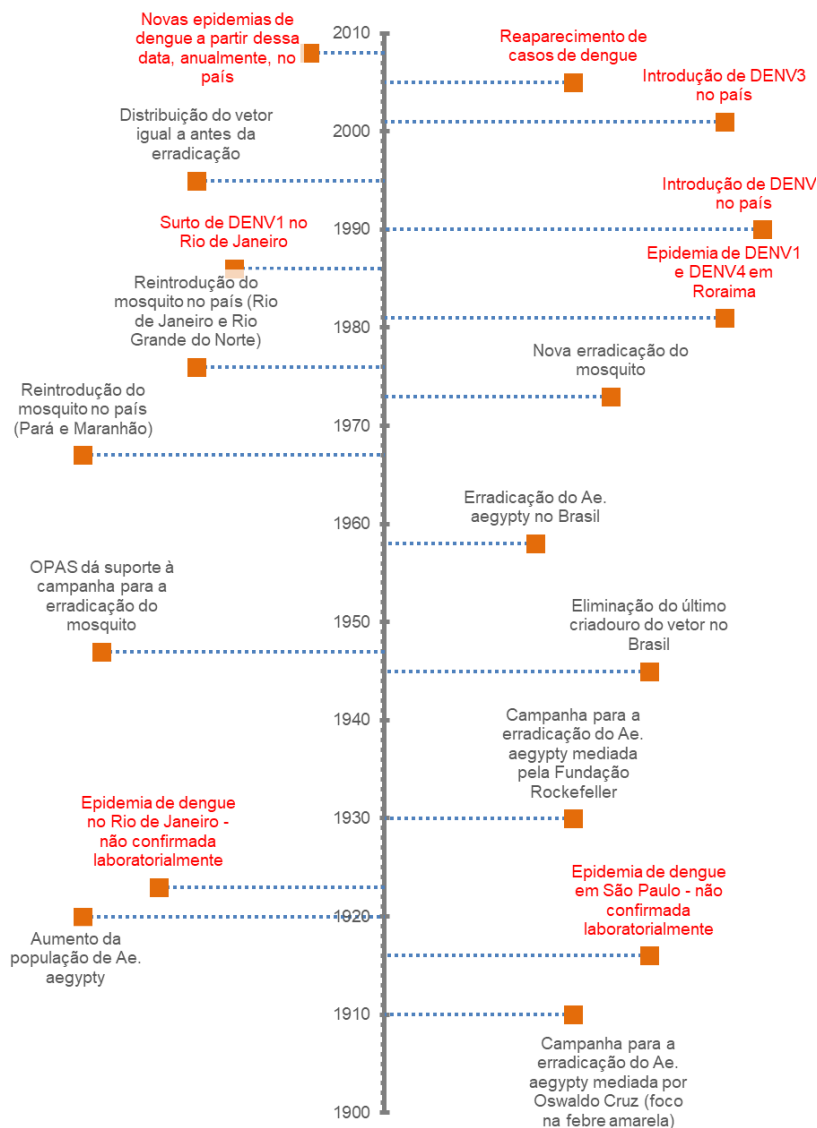 Novas epidemias de
dengue a partir dessa
data, anualmente, no
país
2010
Reaparecimento de
casos de dengue
Introdução de DENV3
no país
Distribuição do vetor
igual a antes da
erradicação
2000
Introdução de DENV
no país
Surto de DENV1 no
Rio de Janeiro
1990
Epidemia de DENV1
e DENV4 em
Roraima
Reintrodução do
mosquito no país (Rio
de Janeiro e Rio
Grande do Norte)
1980
Nova erradicação do
mosquito
Reintrodução do
mosquito no país
(Pará e Maranhão)
1970
Erradicação do Ae.
aegypty no Brasil
1960
OPAS dá suporte à
campanha para a
erradicação do
mosquito
1950
Eliminação do último
criadouro do vetor no
Brasil
1940
Campanha para a
erradicação do Ae.
aegypty mediada
pela Fundação
Rockefeller
1930
Epidemia de dengue
no Rio de Janeiro -
não confirmada
laboratorialmente
Epidemia de dengue
em São Paulo - não
confirmada
laboratorialmente
1920
Aumento da
população de Ae.
aegypty
1910
Campanha para a
erradicação do Ae.
aegypty mediada por
Oswaldo Cruz (foco
na febre amarela)
1900